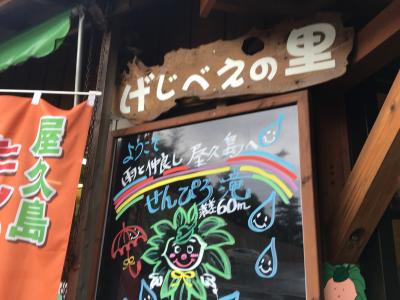 げじべえの里
ようこそ
雨と仲良し 屋久島へ
せんぴろ滝
落差60m
屋久島